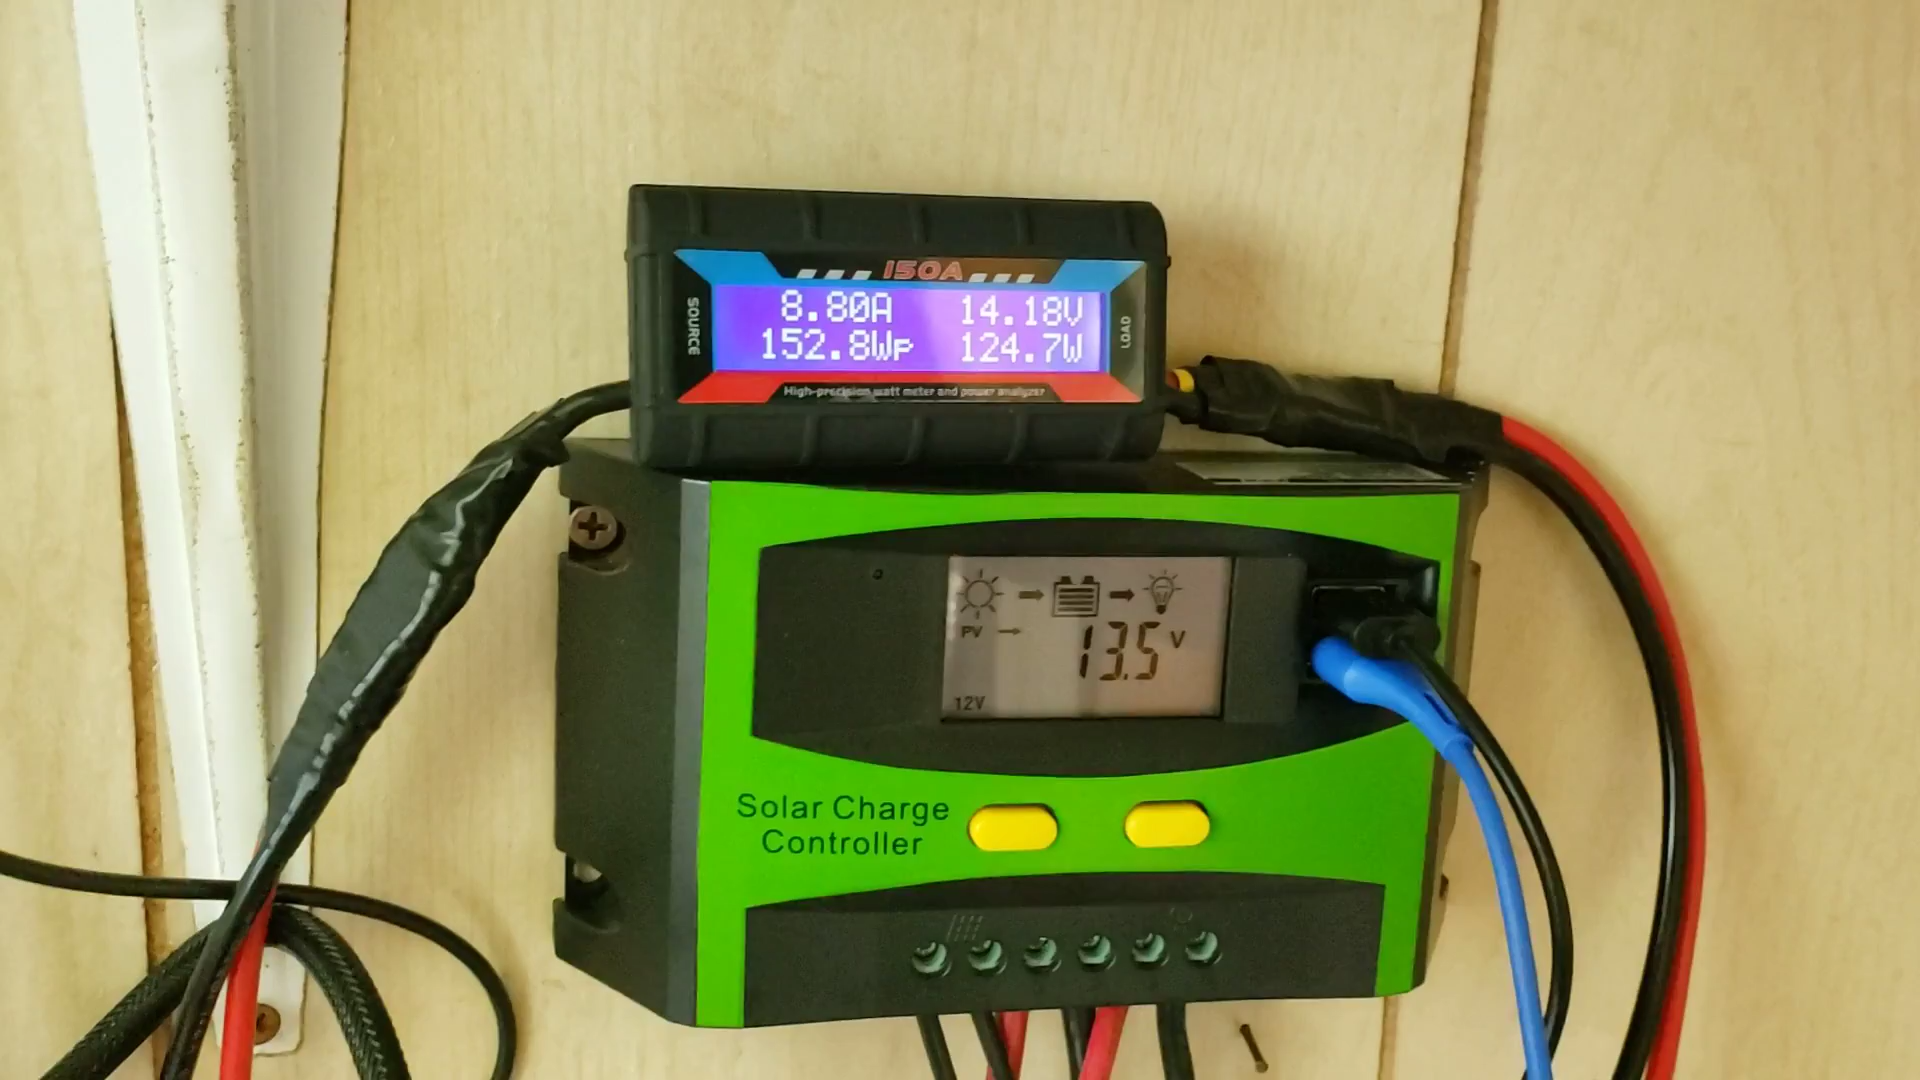 150A
SOURCE
8.80A 14.18V
152.8Wp 124.7W
LOAD
High-precision watt meter and power analyzer
PV
13.5 V
12V
Solar Charge
Controller